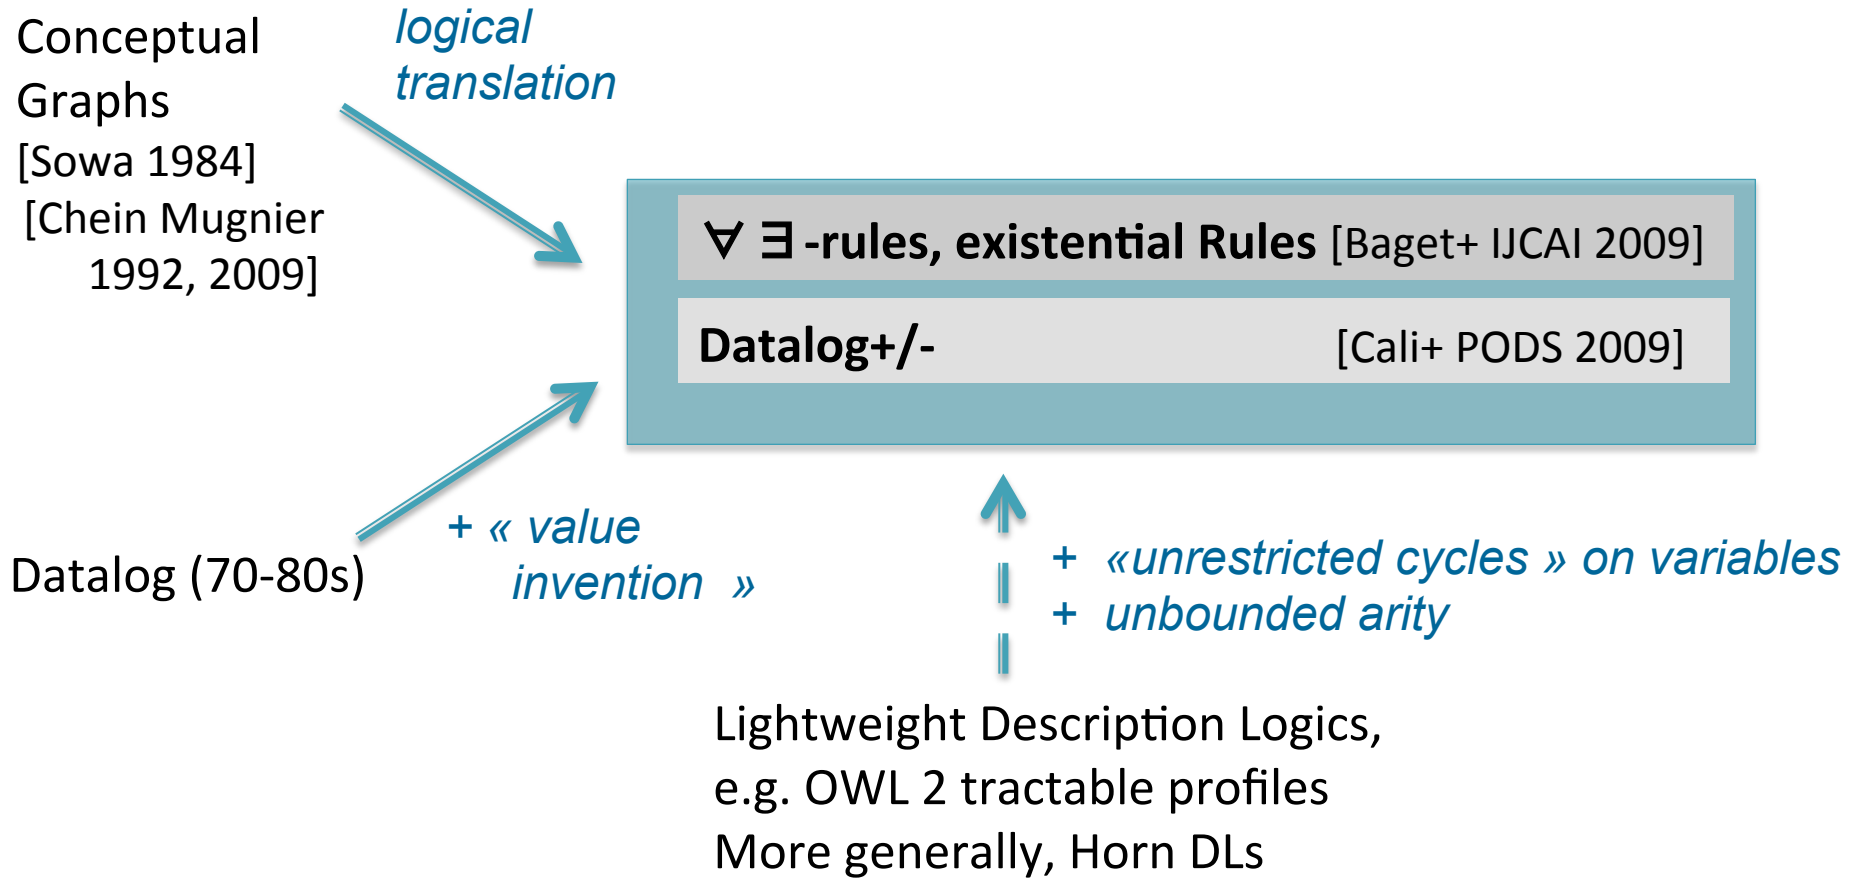 Conceptual
Graphs
[Sowa 1984]
[Chein Mugnier
1992, 2009]
logical
translation
∀ ∃ -rules, existential Rules [Baget+ IJCAI 2009]
Datalog+/- [Cali+ PODS 2009]
Datalog (70-80s)
+ « value
invention »
+ «unrestricted cycles » on variables
+ unbounded arity
Lightweight Description Logics,
e.g. OWL 2 tractable profiles
More generally, Horn DLs